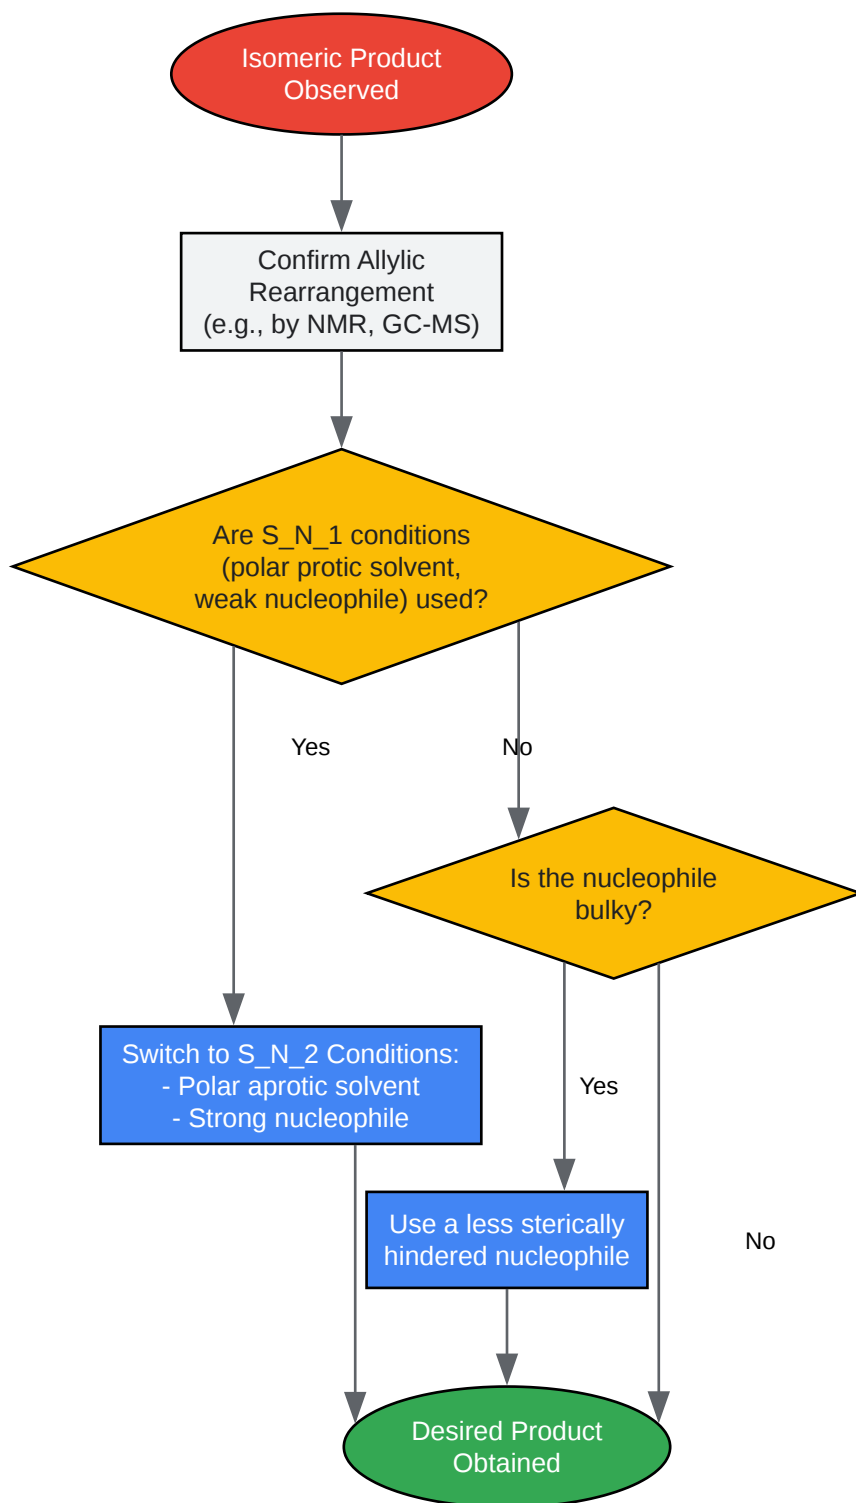 Isomeric Product
Observed
Confirm Allylic
Rearrangement
(e.g., by NMR, GC-MS)
Are S_N_1 conditions
(polar protic solvent,
weak nucleophile) used?
Yes
No
Is the nucleophile
bulky?
Switch to S_N_2 Conditions:
- Polar aprotic solvent
- Strong nucleophile
Yes
Use a less sterically
hindered nucleophile
No
Desired Product
Obtained